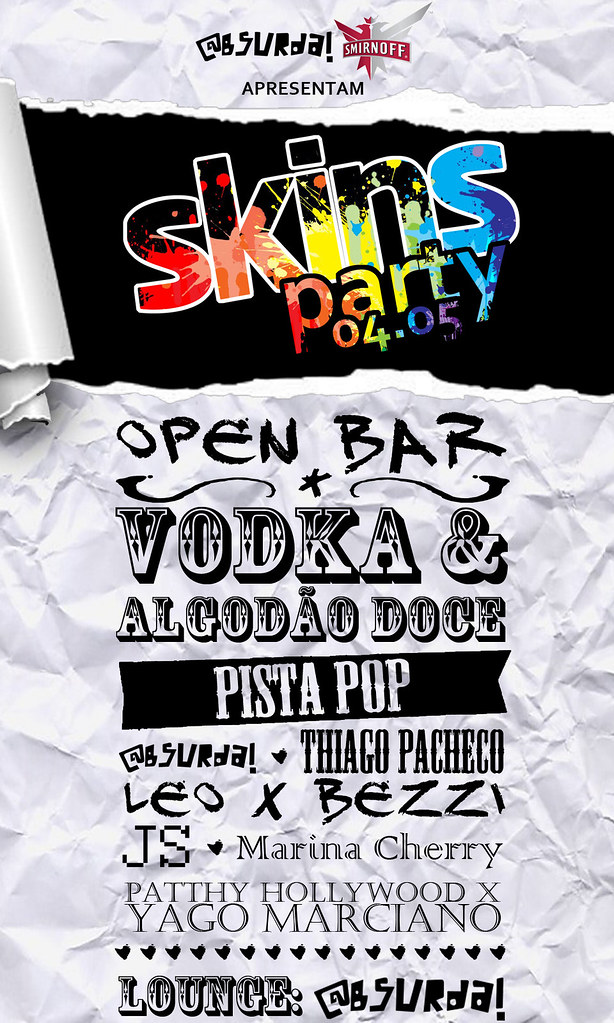 @BSURDA! SMIRNOFF
APRESENTAM
skins
party
04.05
OPEN BAR
VODKA &
ALGODÃO DOCE
PISTA POP
@BSURDA! THIAGO PACHECO
LEO X BEZZI
JS Marina Cherry
PATTHY HOLLYWOOD X
YAGO MARCIANO
LOUNGE: @BSURDA!